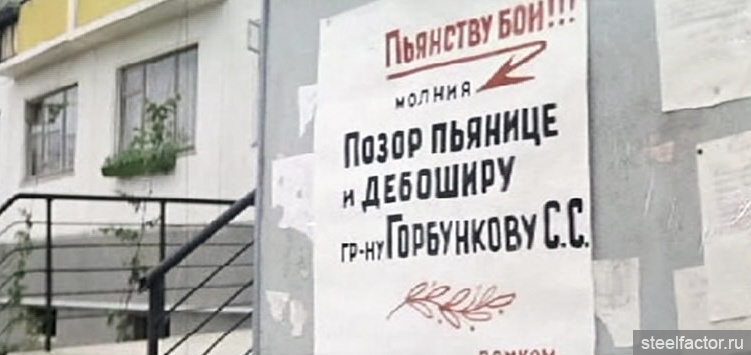 Пьянству бой!!!
МОЛНИЯ
Позор пьянице
и дебоширу
гр-ну Горбункову С.С.
steelfactor.ru